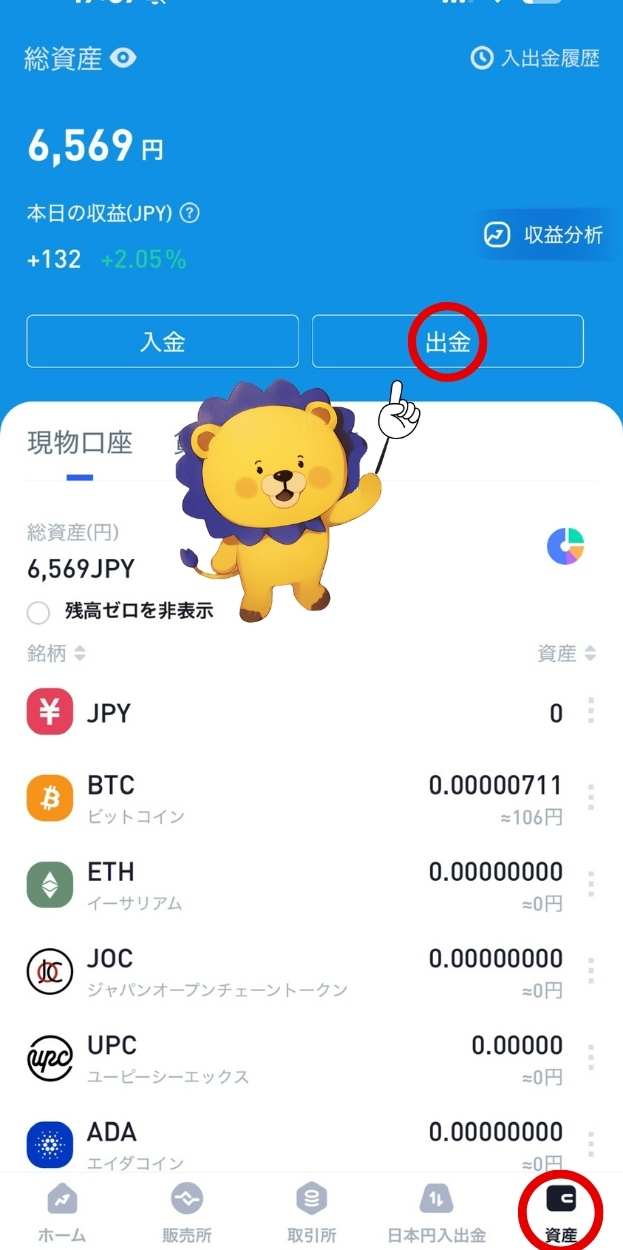 総資産
入出金履歴
6,569 円
本日の収益(JPY) ?
+132 +2.05%
収益分析
入金
出金
現物口座
総資産(円)
6,569JPY
残高ゼロを非表示
銘柄
資産
¥ JPY
0
BTC
0.00000711
ビットコイン
≈106円
ETH
0.00000000
イーサリアム
≈0円
JOC
0.00000000
ジャパンオープンチェーントークン
≈0円
upc UPC
0.00000
ユーピーシーエックス
≈0円
ADA
0.00000000
エイダコイン
≈0円
ホーム
販売所
取引所
日本円入出金
資産